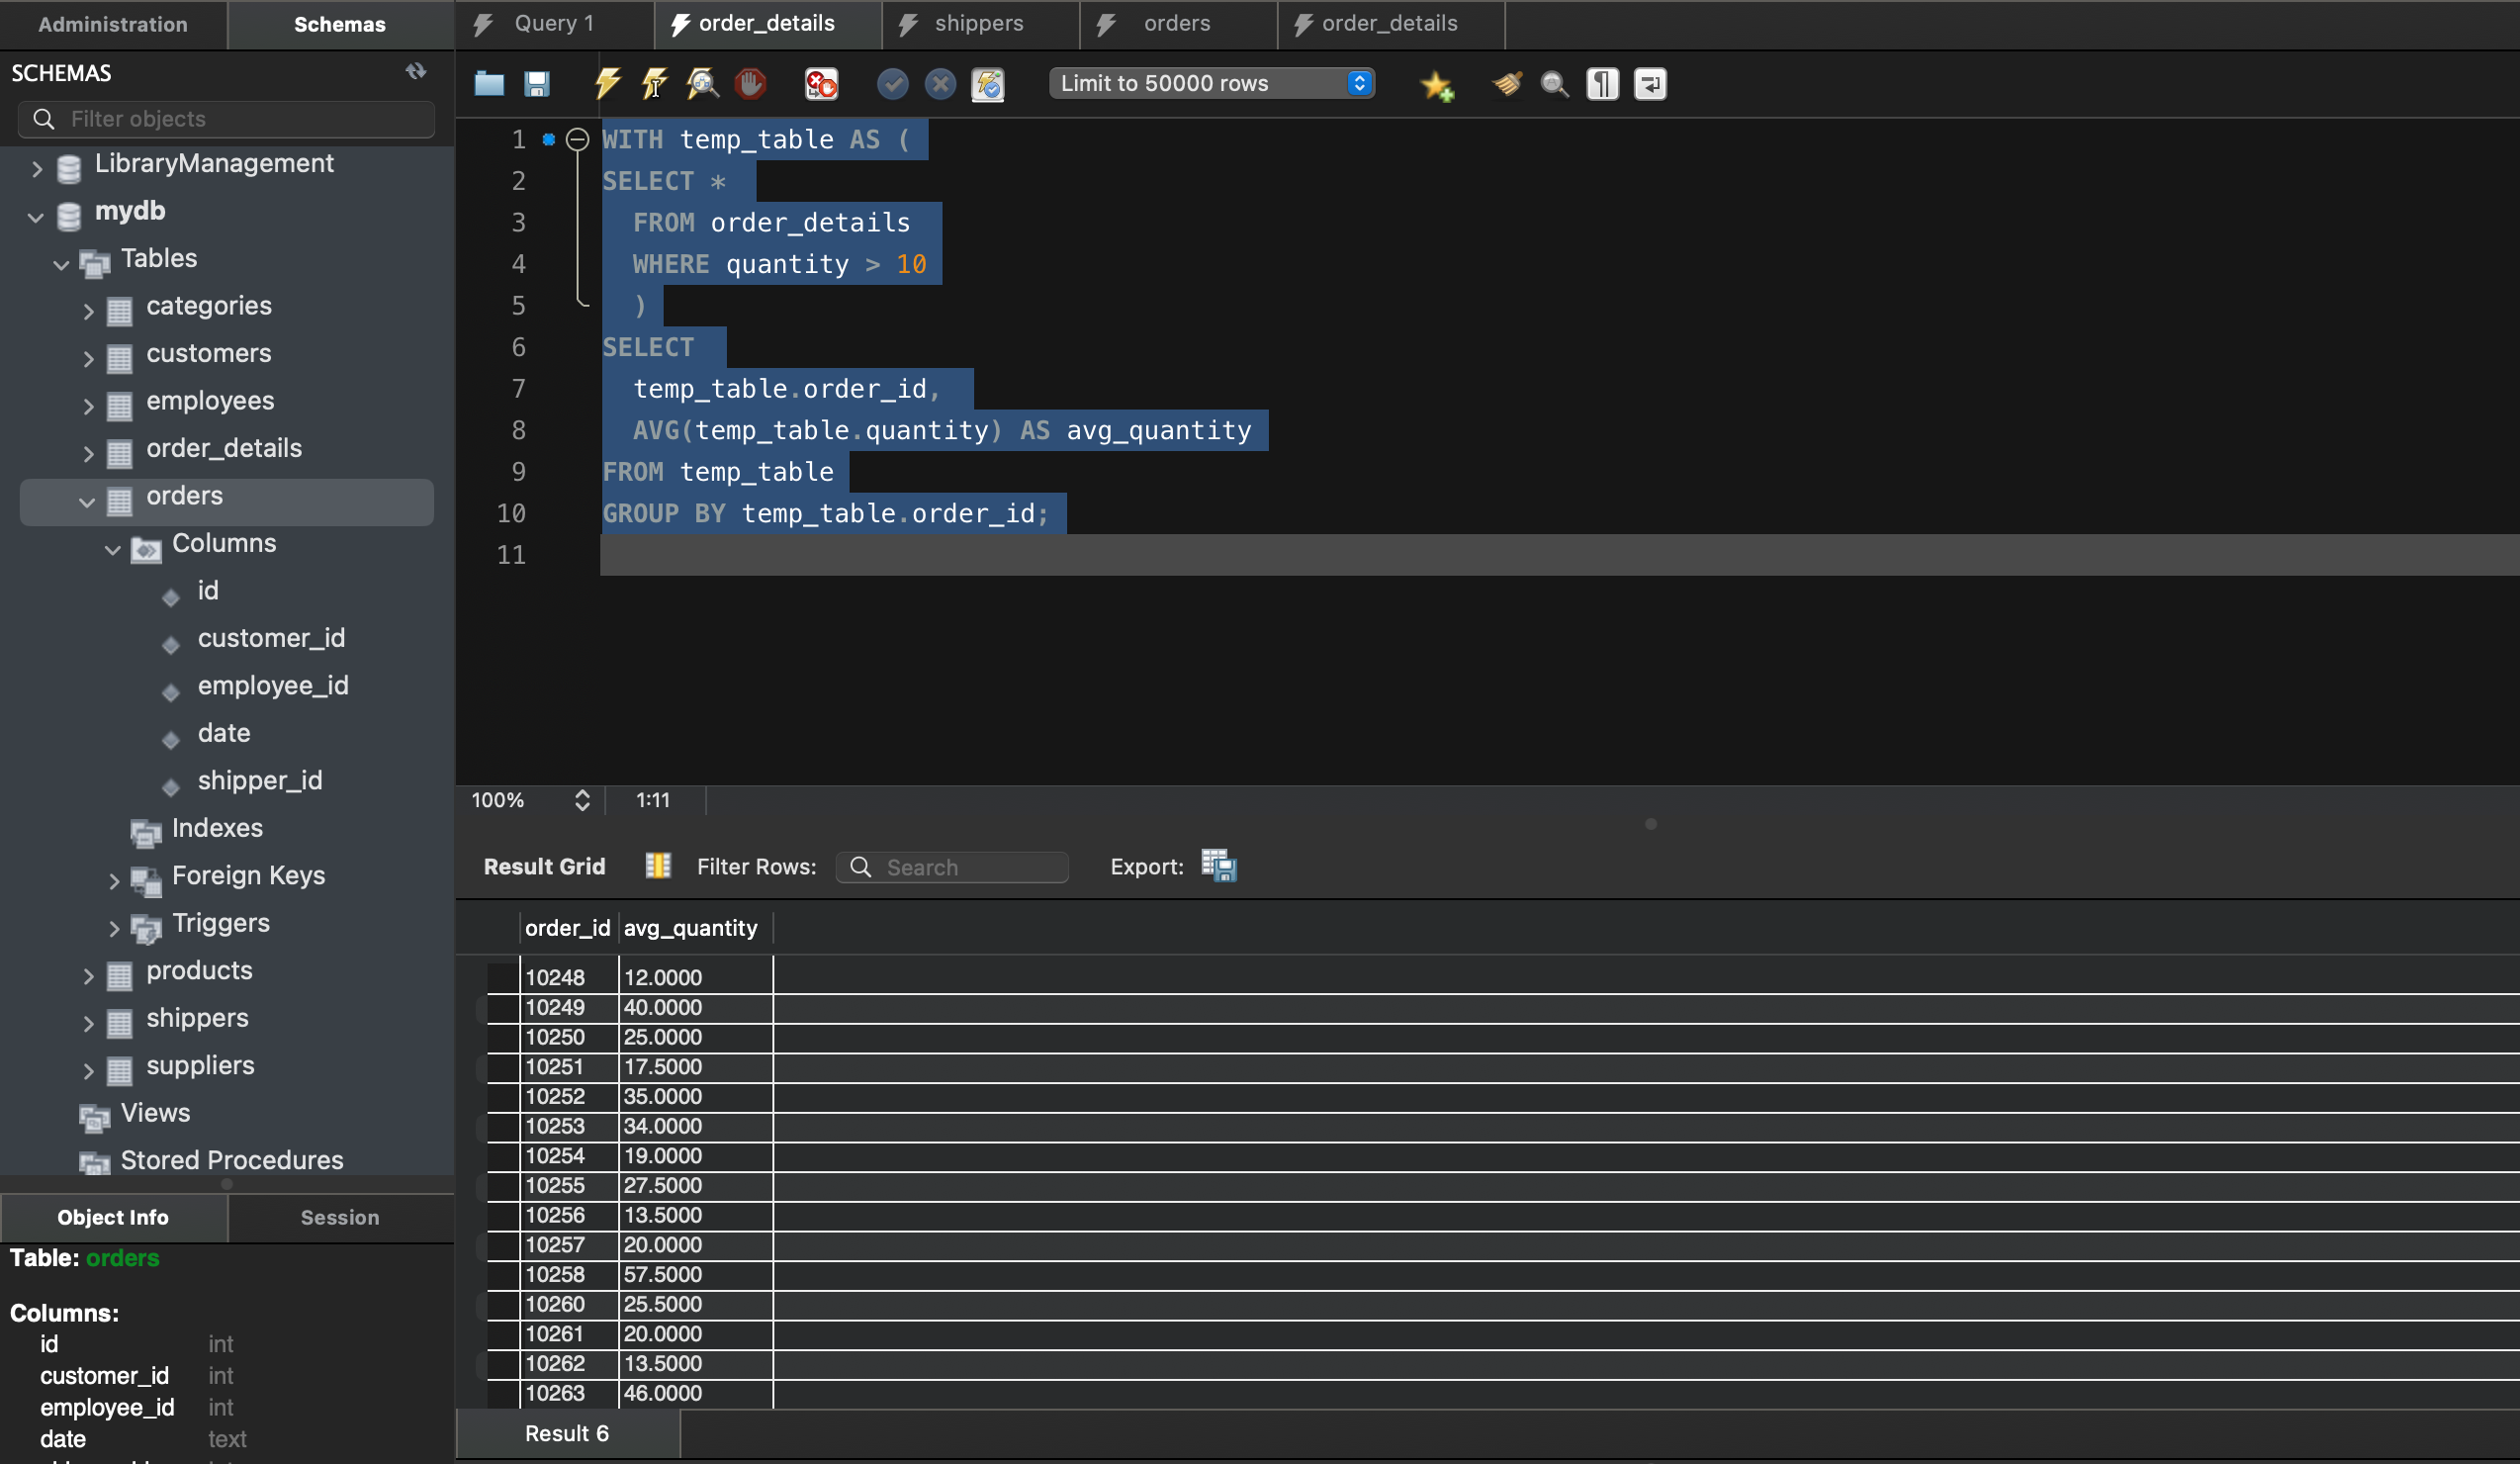 Administration
Schemas
SCHEMAS
Filter objects
LibraryManagement
mydb
Tables
categories
customers
employees
order_details
orders
Columns
id
customer_id
employee_id
date
shipper_id
Indexes
Foreign Keys
Triggers
products
shippers
suppliers
Views
Stored Procedures
Object Info
Session
Table: orders
Columns:
id int
customer_id int
employee_id int
date text
Query 1
order_details
shippers
orders
order_details
Limit to 50000 rows
1 WITH temp_table AS (
2 SELECT *
3 FROM order_details
4 WHERE quantity > 10
5 )
6 SELECT
7 temp_table.order_id,
8 AVG(temp_table.quantity) AS avg_quantity
9 FROM temp_table
10 GROUP BY temp_table.order_id;
11
100% 1:11
Result Grid Filter Rows: Search Export:
order_id avg_quantity
10248 12.0000
10249 40.0000
10250 25.0000
10251 17.5000
10252 35.0000
10253 34.0000
10254 19.0000
10255 27.5000
10256 13.5000
10257 20.0000
10258 57.5000
10260 25.5000
10261 20.0000
10262 13.5000
10263 46.0000
Result 6